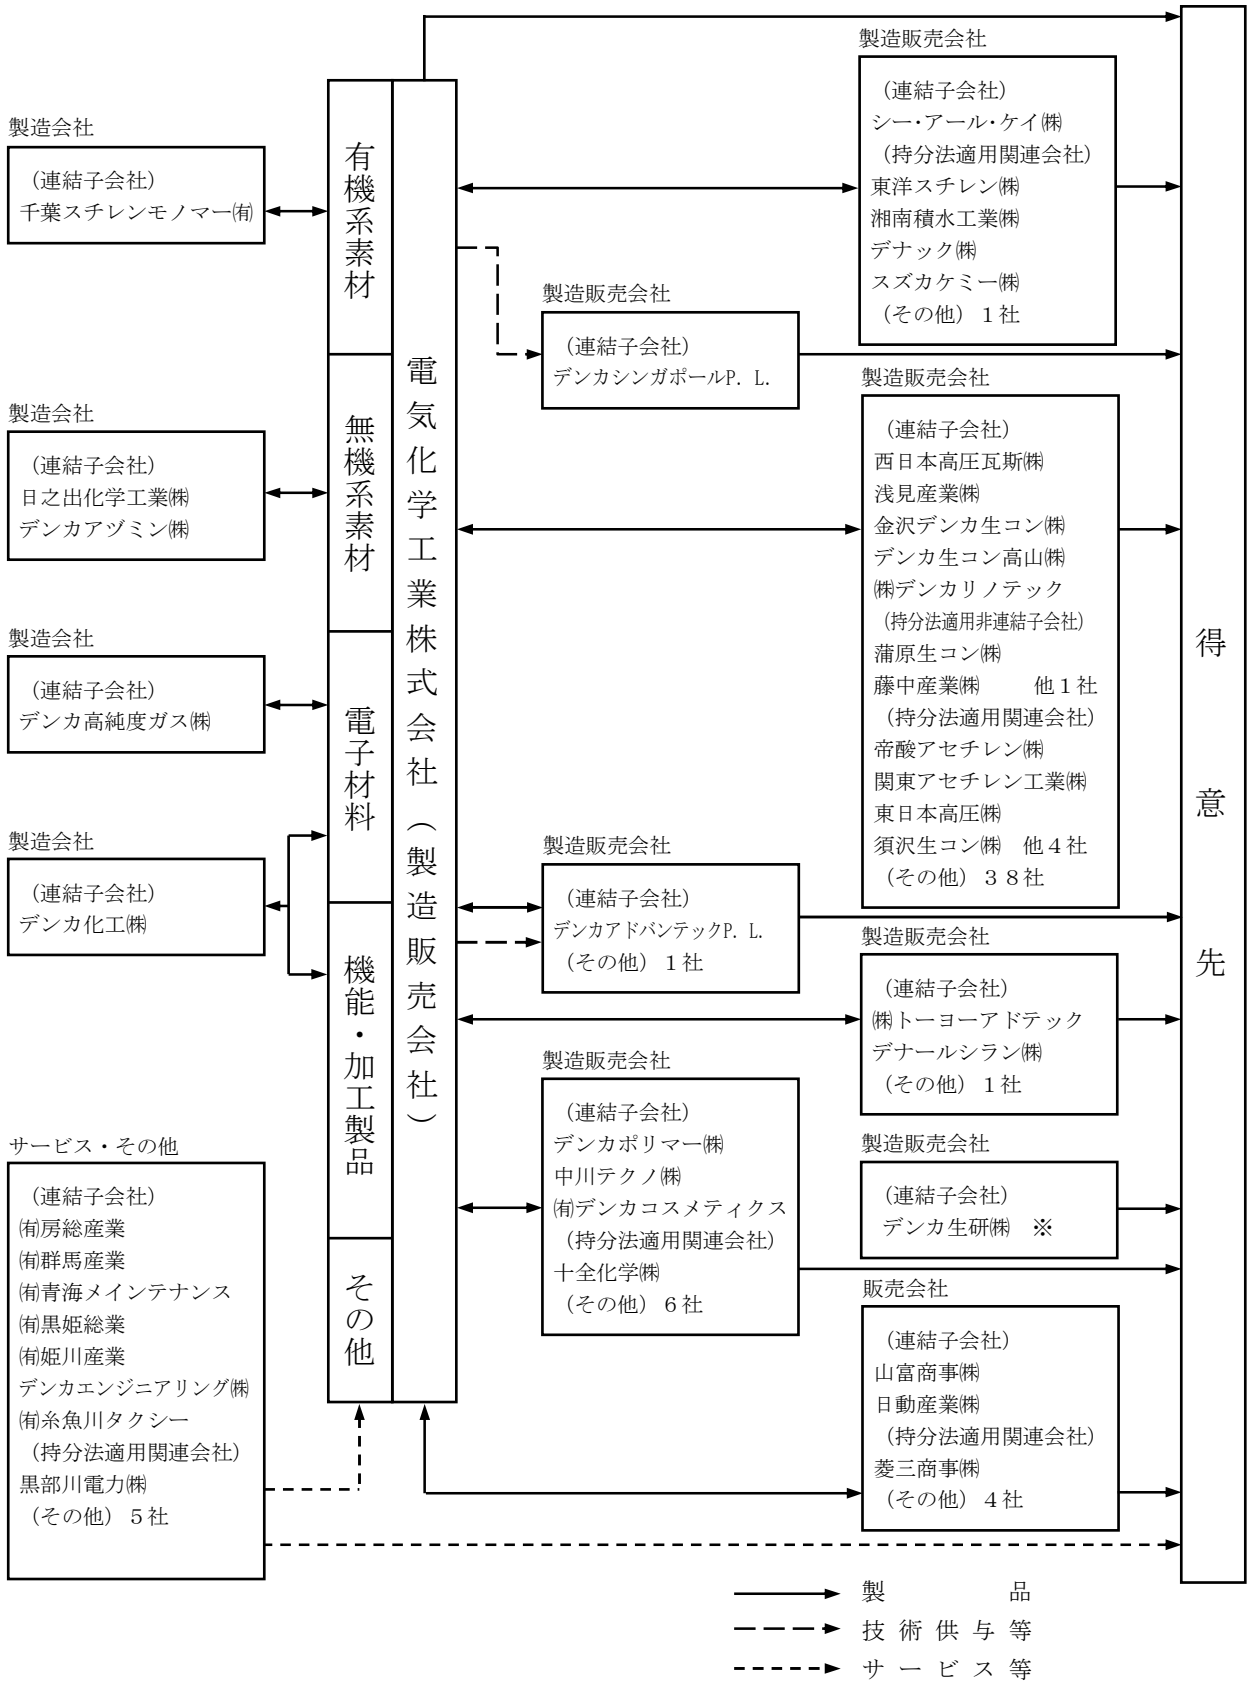 製造会社
（連結子会社）
千葉スチレンモノマー㈲
製造会社
（連結子会社）
日之出化学工業㈱
デンカアヅミン㈱
製造会社
（連結子会社）
デンカ高純度ガス㈱
製造会社
（連結子会社）
デンカ化工㈱
サービス・その他
（連結子会社）
㈲房総産業
㈲群馬産業
㈲青海メインテナンス
㈲黒姫総業
㈲姫川産業
デンカエンジニアリング㈱
㈲糸魚川タクシー
（持分法適用関連会社）
黒部川電力㈱
（その他）５社
有機系素材
無機系素材
電子材料
機能・加工製品
その他
電気化学工業株式会社（製造販売会社）
製造販売会社
（連結子会社）
デンカシンガポールP. L.
製造販売会社
（連結子会社）
デンカアドバンテックP. L.
（その他）１社
製造販売会社
（連結子会社）
デンカポリマー㈱
中川テクノ㈱
㈲デンカコスメティクス
（持分法適用関連会社）
十全化学㈱
（その他）６社
製造販売会社
（連結子会社）
シー・アール・ケイ㈱
（持分法適用関連会社）
東洋スチレン㈱
湘南積水工業㈱
デナック㈱
スズカケミー㈱
（その他）１社
製造販売会社
（連結子会社）
西日本高圧瓦斯㈱
浅見産業㈱
金沢デンカ生コン㈱
デンカ生コン高山㈱
㈱デンカリノテック
（持分法適用非連結子会社）
蒲原生コン㈱
藤中産業㈱　他１社
（持分法適用関連会社）
帝酸アセチレン㈱
関東アセチレン工業㈱
東日本高圧㈱
須沢生コン㈱　他４社
（その他）３８社
製造販売会社
（連結子会社）
㈱トーヨーアドテック
デナールシラン㈱
（その他）１社
製造販売会社
（連結子会社）
デンカ生研㈱　※
販売会社
（連結子会社）
山富商事㈱
日動産業㈱
（持分法適用関連会社）
菱三商事㈱
（その他）４社
得意先
製品
技術供与等
サービス等